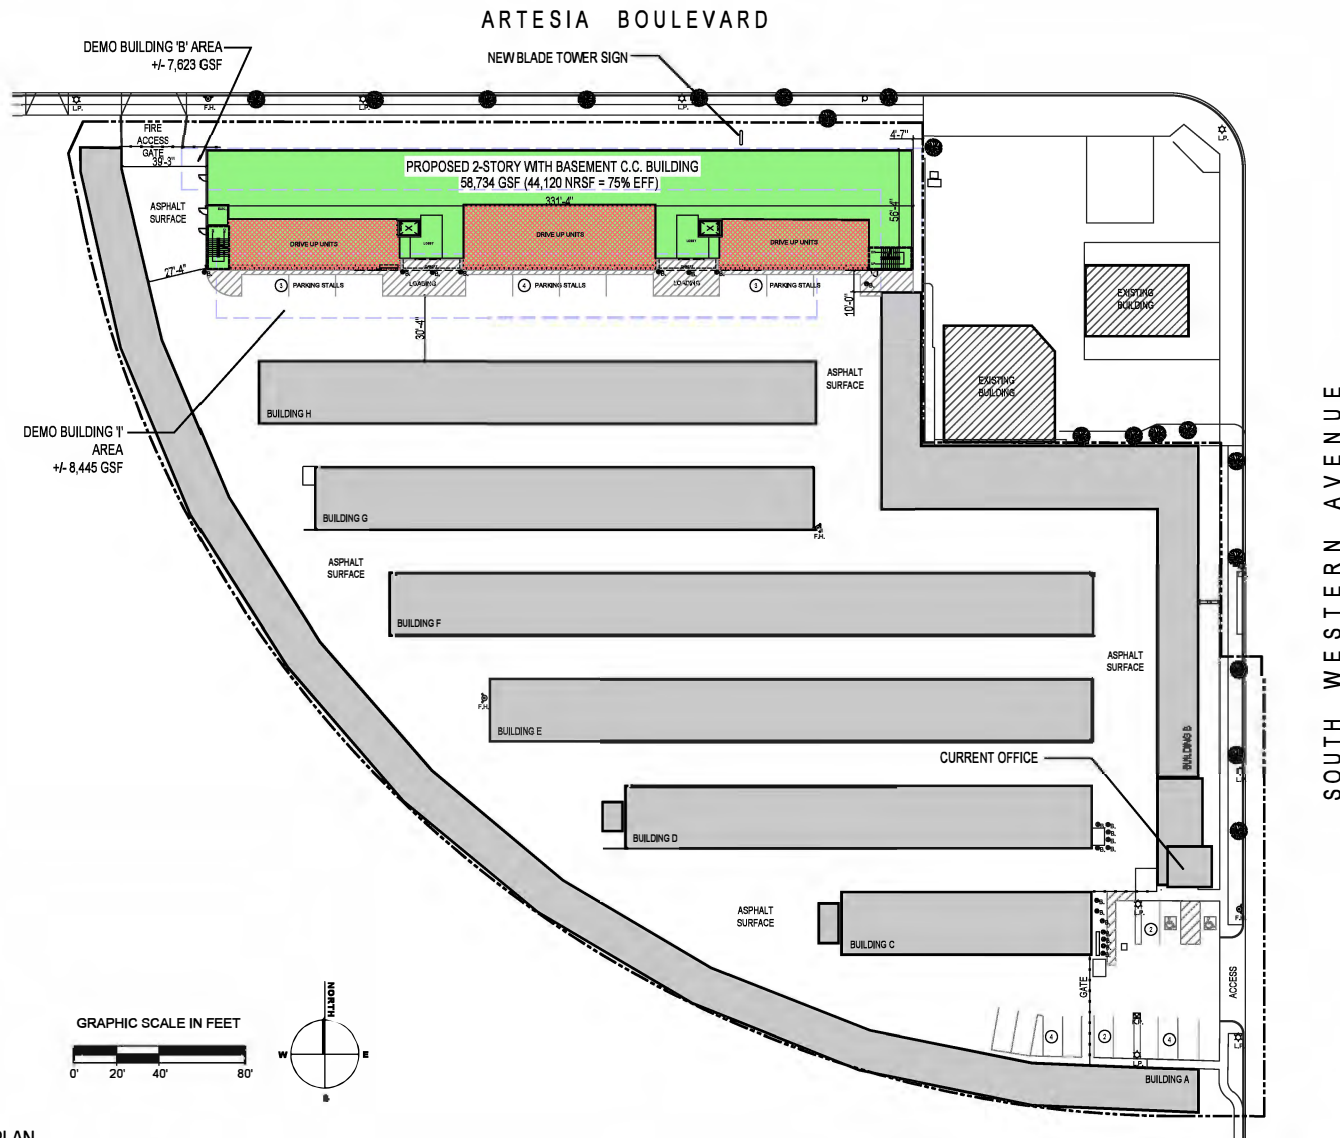 ARTESIA BOULEVARD
DEMO BUILDING 'B' AREA
+/- 7,623 GSF
NEW BLADE TOWER SIGN
L.P.
F.H.
L.P.
L.P.
L.P.
FIRE
ACCESS
GATE
39'-3"
4'-7"
PROPOSED 2-STORY WITH BASEMENT C.C. BUILDING
58,734 GSF (44,120 NRSF = 75% EFF)
331'-4"
56'-4"
ASPHALT
SURFACE
DRIVE UP UNITS
LOBBY
DRIVE UP UNITS
LOBBY
DRIVE UP UNITS
27'-4"
3 PARKING STALLS
LOADING
4 PARKING STALLS
LOADING
3 PARKING STALLS
10'-0"
30'-4"
EXISTING
BUILDING
EXISTING
BUILDING
ASPHALT
SURFACE
BUILDING H
DEMO BUILDING 'I'
AREA
+/- 8,445 GSF
BUILDING G
F.H.
ASPHALT
SURFACE
BUILDING F
ASPHALT
SURFACE
F.H.
BUILDING E
BUILDING B
CURRENT OFFICE
BUILDING D
B.
B.
B.
B.
SOUTH WESTERN AVENUE
ASPHALT
SURFACE
BUILDING C
L.P.
2
GATE
ACCESS
4
2
4
L.P.
BUILDING A
GRAPHIC SCALE IN FEET
0' 20' 40' 80'
NORTH
W E
S
PLAN